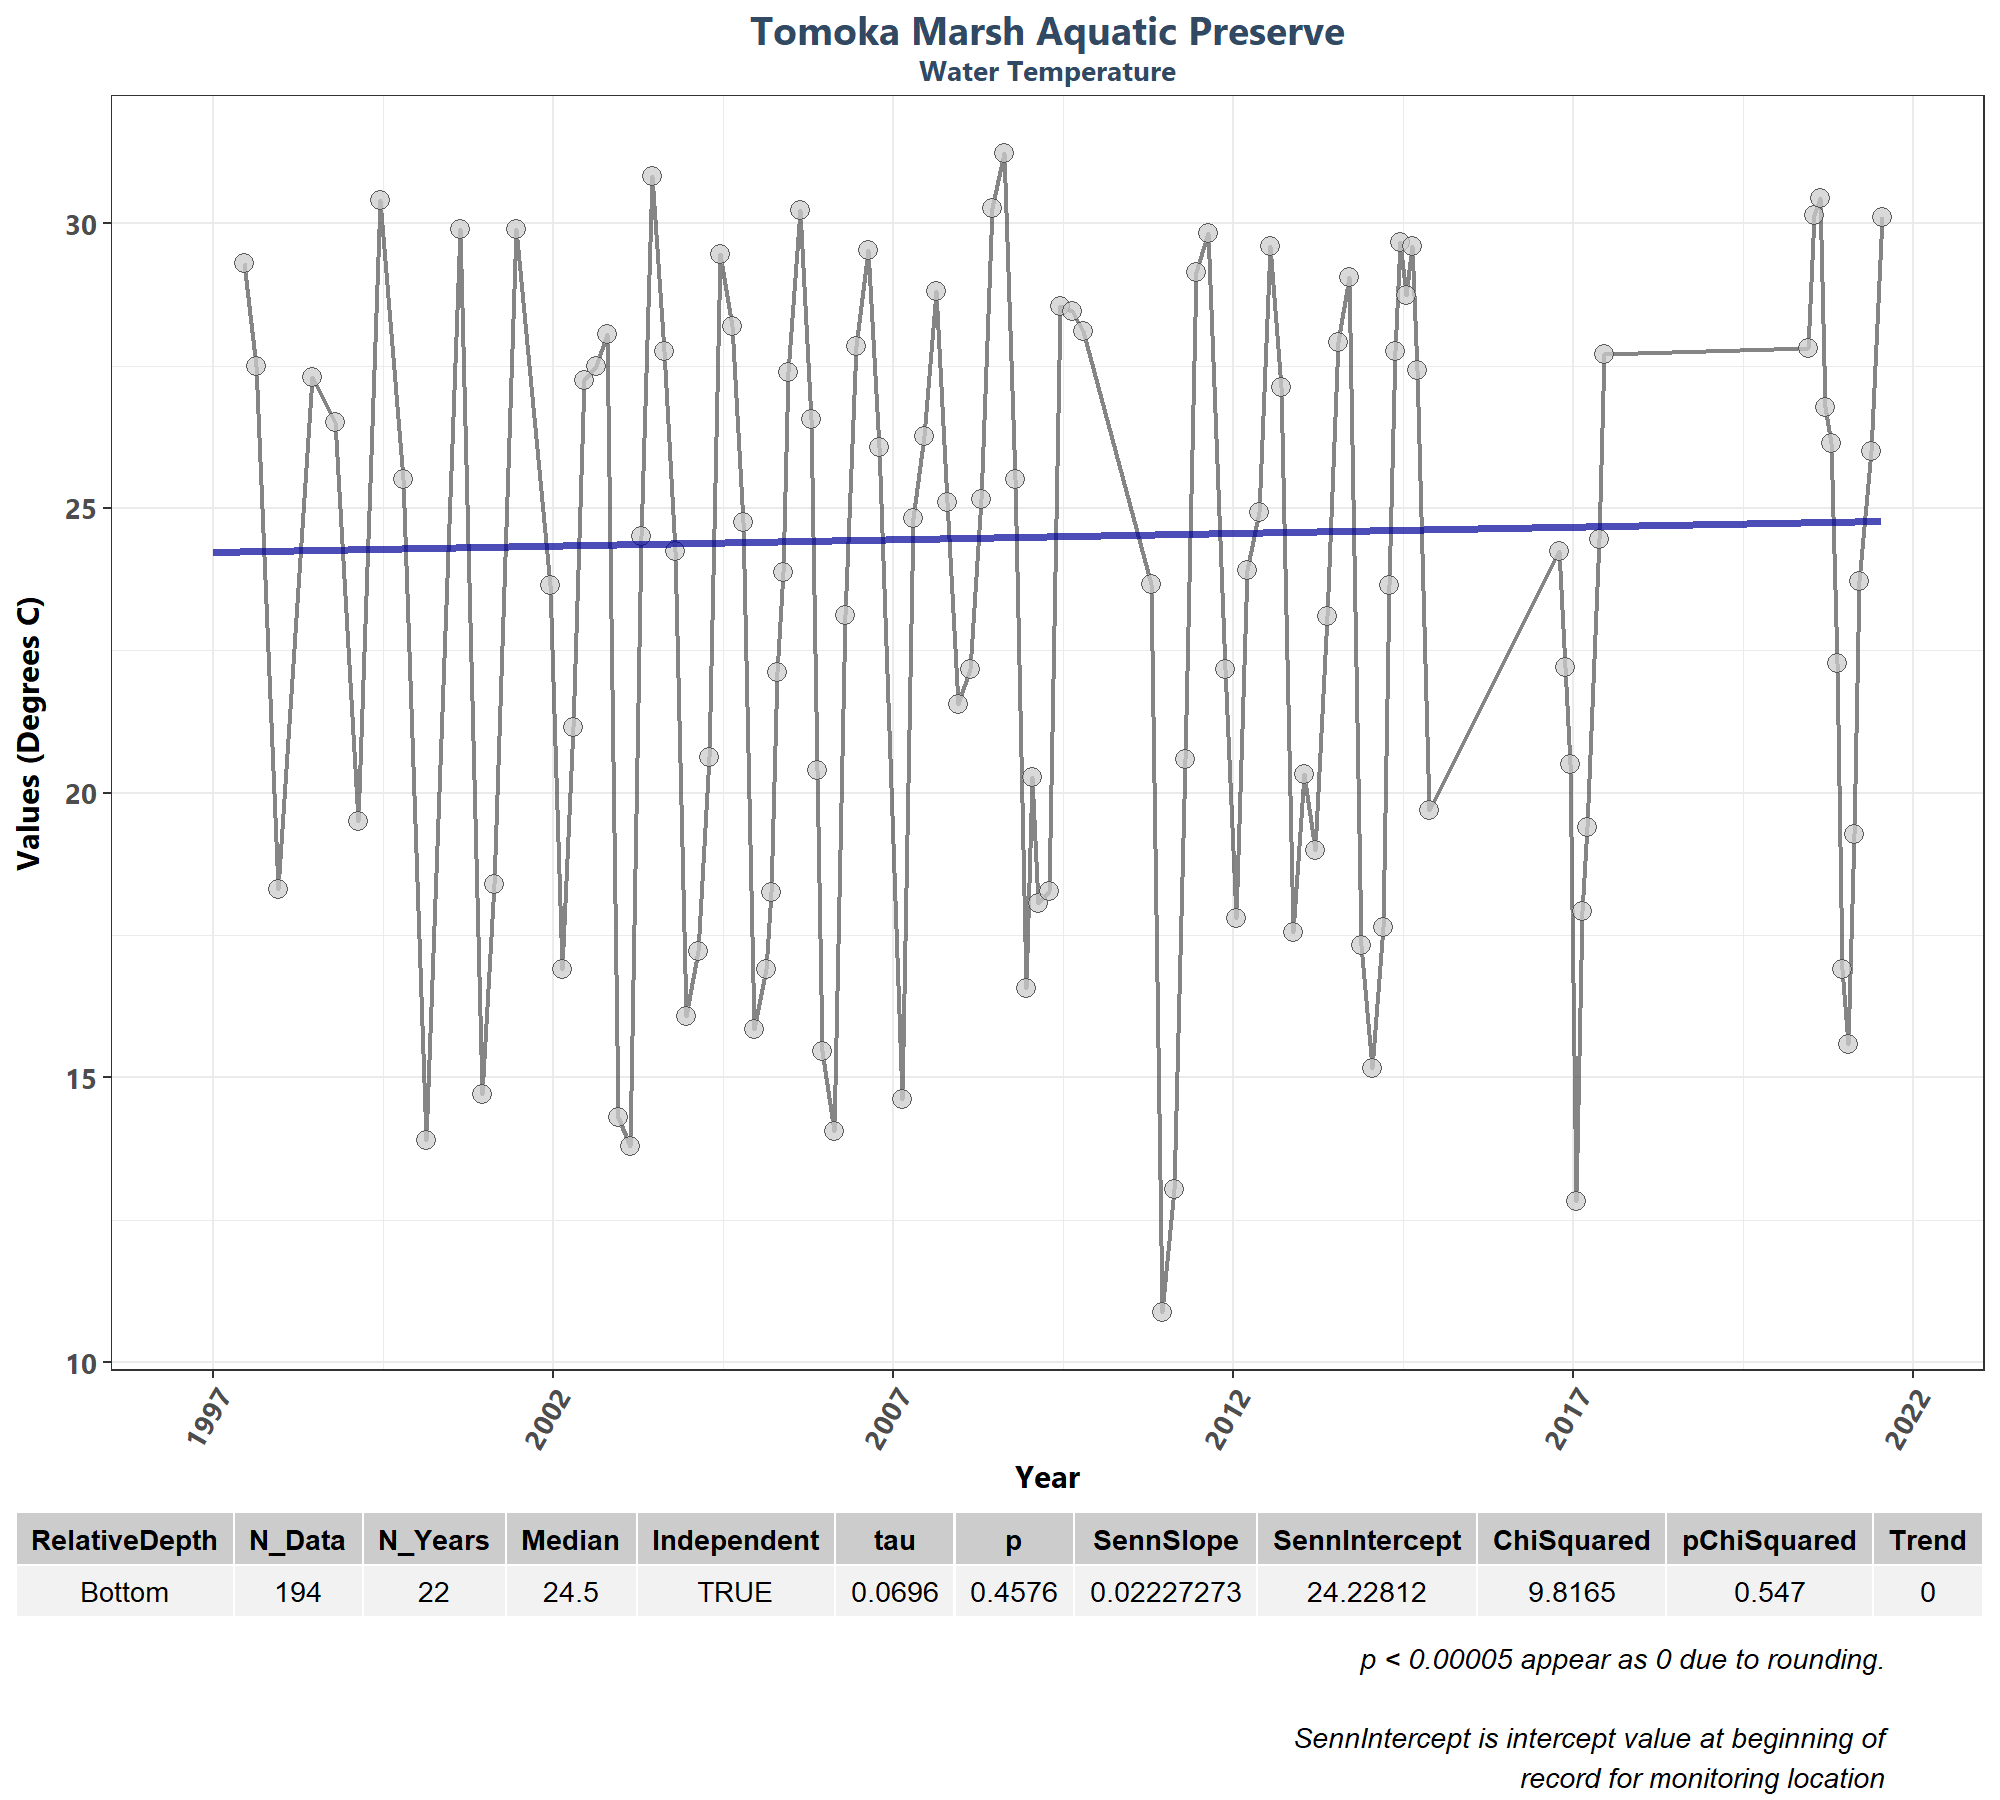 Tomoka Marsh Aquatic Preserve
Water Temperature
Values (Degrees C)
30
25
20
15
10
1997
2002
2007
2012
2017
2022
Year
RelativeDepth N_Data N_Years Median Independent tau p SennSlope SennIntercept ChiSquared pChiSquared Trend
Bottom 194 22 24.5 TRUE 0.0696 0.4576 0.02227273 24.22812 9.8165 0.547 0
p < 0.00005 appear as 0 due to rounding.
SennIntercept is intercept value at beginning of
record for monitoring location